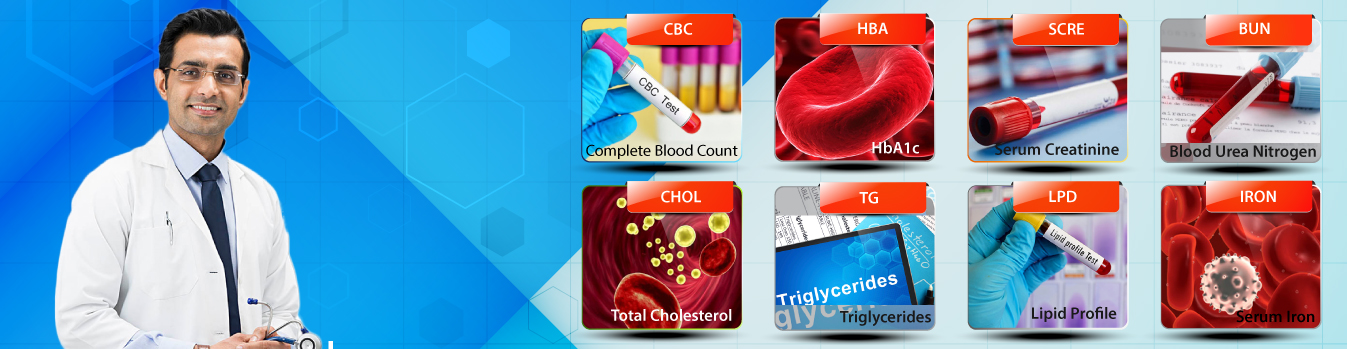 CBC
CBC Test
Complete Blood Count
HBA
HbA1c
SCRE
Serum Creatinine
BUN
Blood Urea Nitrogen
CHOL
Total Cholesterol
TG
Triglycerides
Triglycerides
LPD
Lipid profile Test
Lipid Profile
IRON
Serum Iron